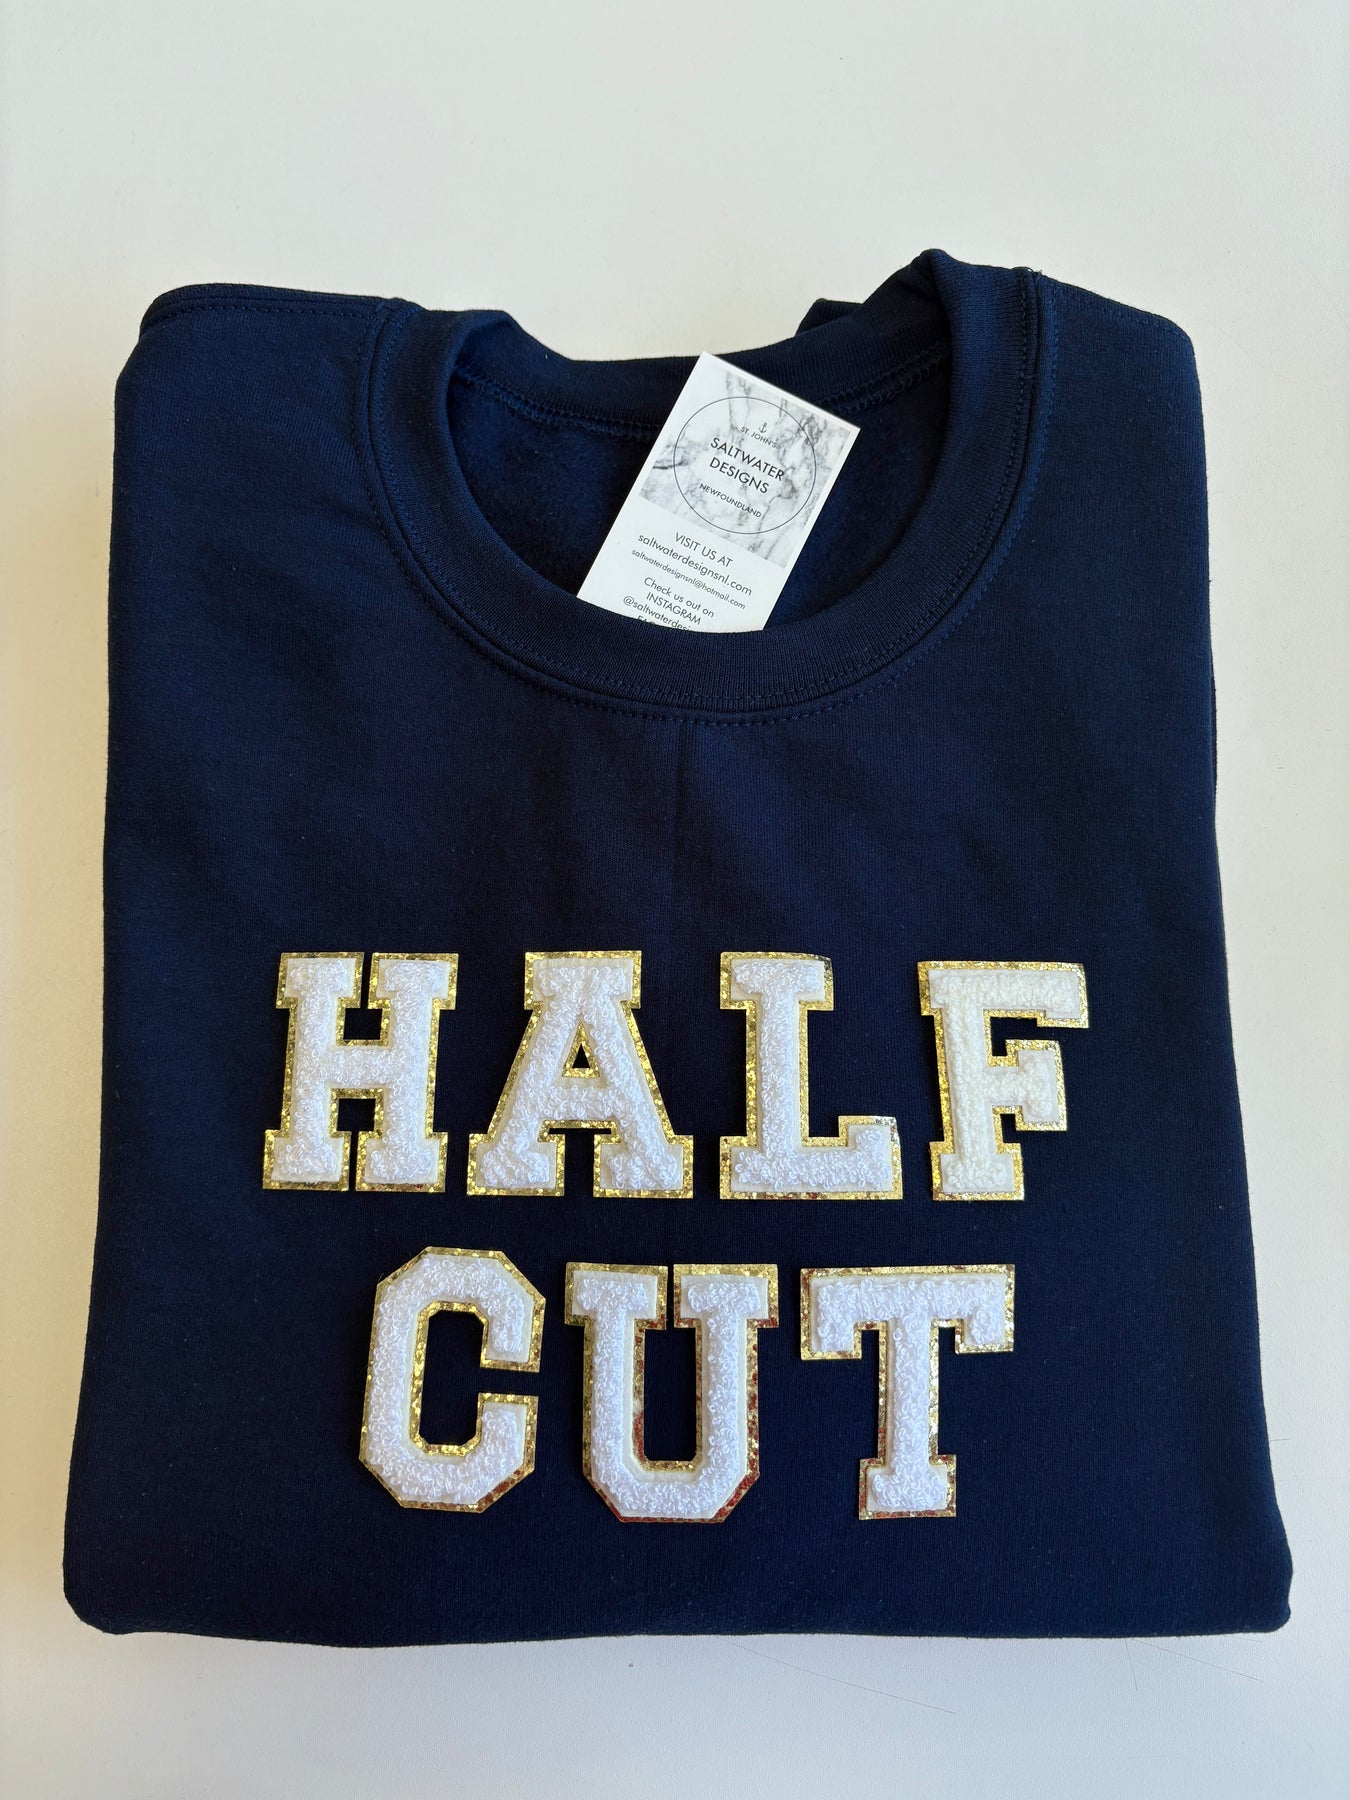 ST. JOHN'S
SALTWATER
DESIGNS
NEWFOUNDLAND
VISIT US AT
saltwaterdesignsnl.com
saltwaterdesignsnl@hotmail.com
Check us out on
INSTAGRAM
HALF
CUT